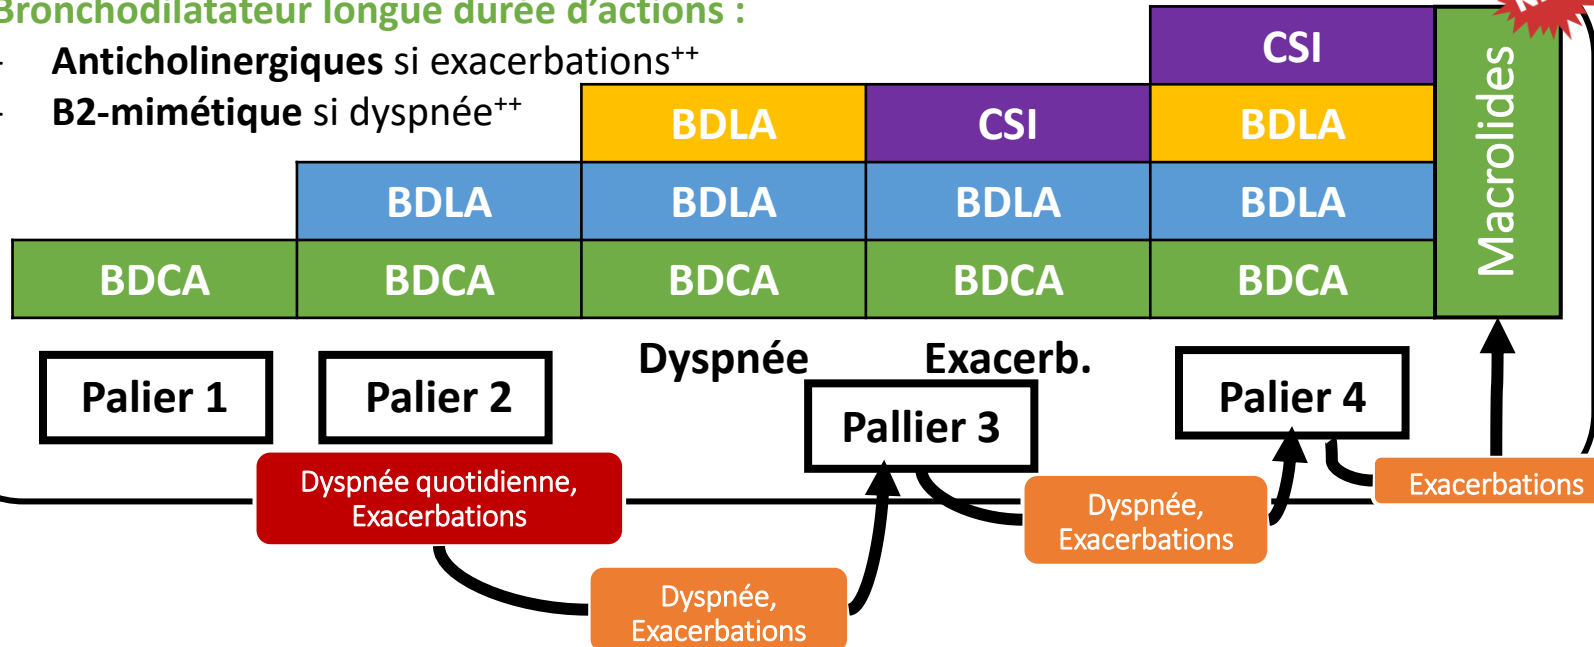 Bronchodilatateur longue durée d'actions :
- Anticholinergiques si exacerbations++
- B2-mimétique si dyspnée++
CSI
BDLA CSI BDLA
BDLA BDLA BDLA BDLA
BDCA BDCA BDCA BDCA BDCA
Macrolides
Dyspnée Exacerb.
Palier 1 Palier 2 Pallier 3 Palier 4
Dyspnée quotidienne,
Exacerbations
Dyspnée,
Exacerbations
Dyspnée,
Exacerbations
Exacerbations